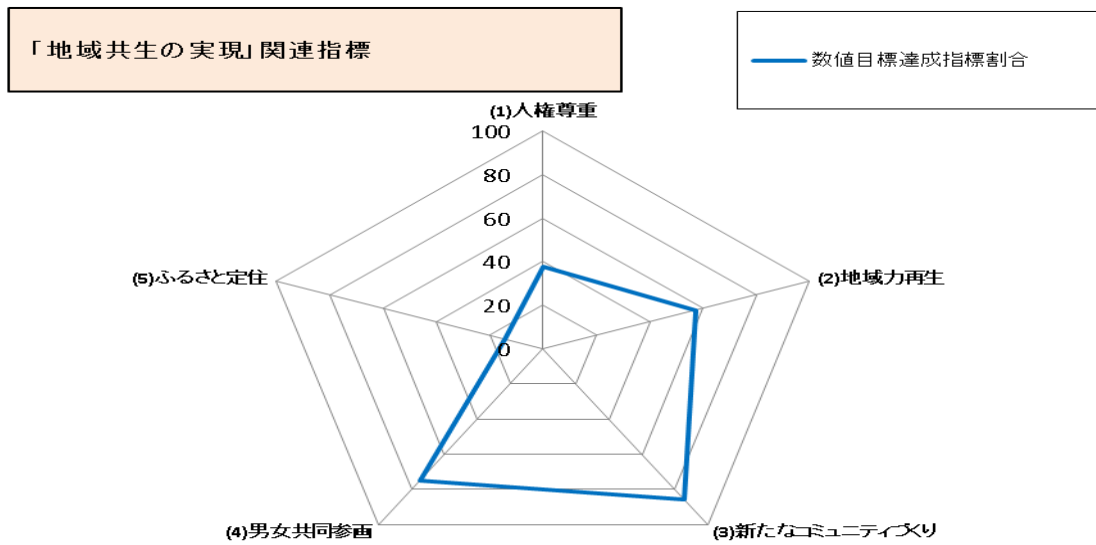 「地域共生の実現」関連指標
数値目標達成指標割合
(1)人権尊重
100
80
60
40
20
0
(5)ふるさと定住
(2)地域力再生
(4)男女共同参画
(3)新たなコミュニティづくり